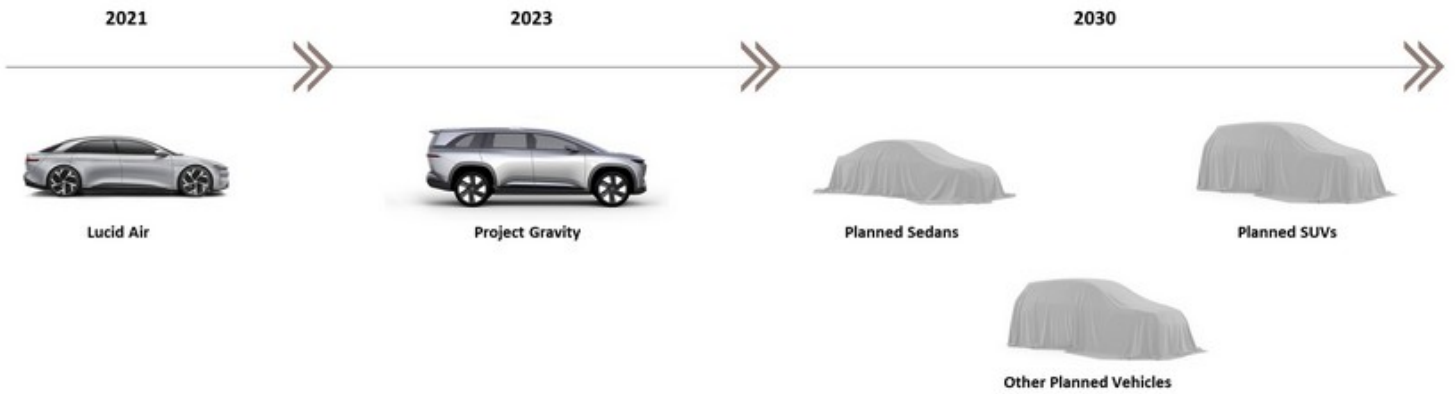 2021
2023
2030
Lucid Air
Project Gravity
Planned Sedans
Planned SUVs
Other Planned Vehicles